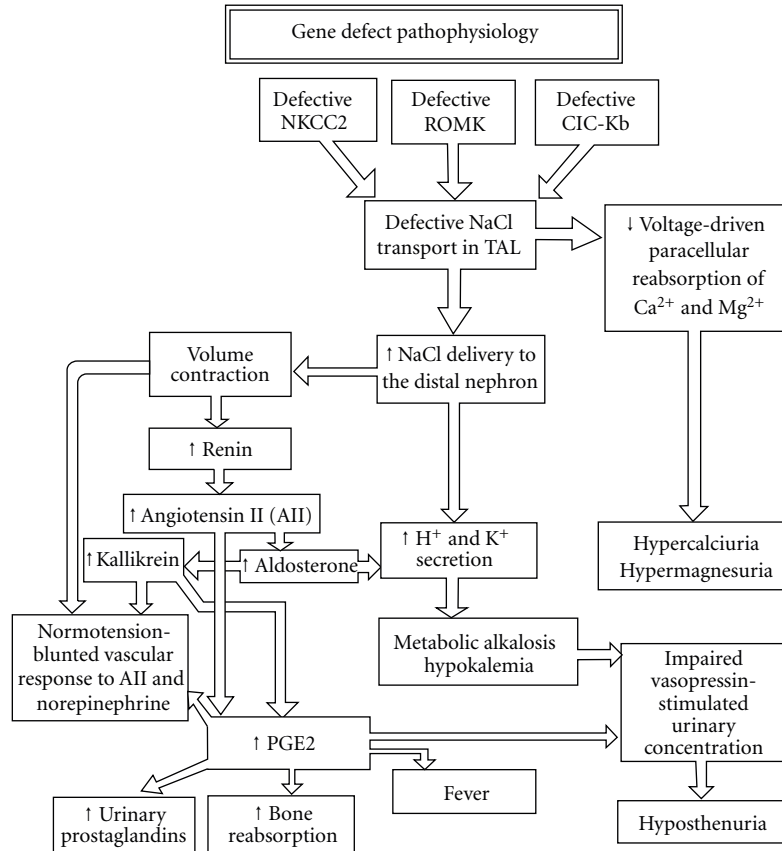 Gene defect pathophysiology
Defective
NKCC2
Defective
ROMK
Defective
CIC-Kb
Defective NaCl
transport in TAL
↓ Voltage-driven
paracellular
reabsorption of
Ca²⁺ and Mg²⁺
Volume
contraction
↑ NaCl delivery to
the distal nephron
↑ Renin
↑ Angiotensin II (AII)
↑ Kallikrein
↑ Aldosterone
↑ H⁺ and K⁺
secretion
Hypercalciuria
Hypermagnesuria
Normotension-
blunted vascular
response to AII and
norepinephrine
Metabolic alkalosis
hypokalemia
Impaired
vasopressin-
stimulated
urinary
concentration
↑ PGE2
↑ Urinary
prostaglandins
↑ Bone
reabsorption
Fever
Hyposthenuria